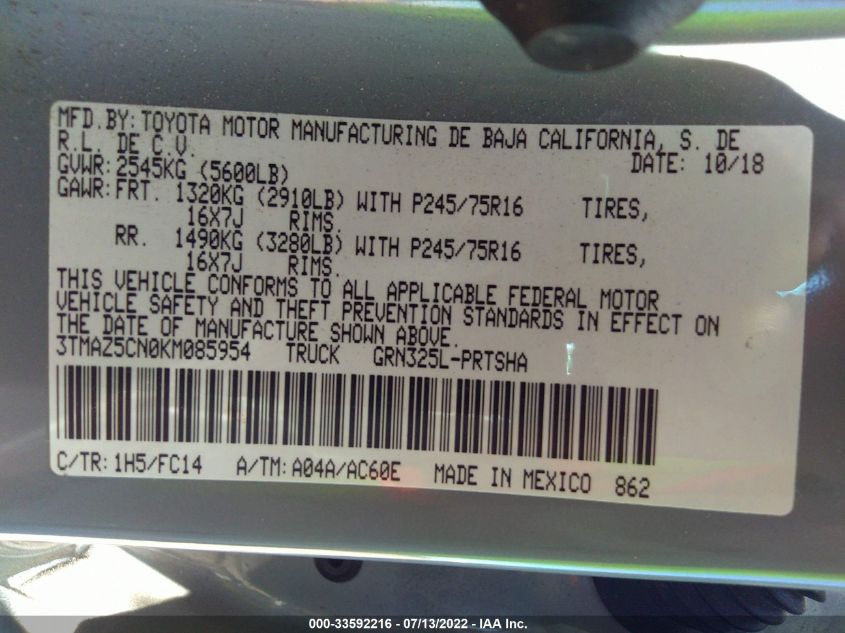 MFD.BY: TOYOTA MOTOR MANUFACTURING DE BAJA CALIFORNIA, S. DE
R.L. DE C.V. DATE: 10/18
GVWR: 2545KG (5600LB)
GAWR: FRT. 1320KG (2910LB) WITH P245/75R16 TIRES,
16X7J RIMS.
RR. 1490KG (3280LB) WITH P245/75R16 TIRES,
16X7J RIMS.
THIS VEHICLE CONFORMS TO ALL APPLICABLE FEDERAL MOTOR
VEHICLE SAFETY AND THEFT PREVENTION STANDARDS IN EFFECT ON
THE DATE OF MANUFACTURE SHOWN ABOVE.
3TMAZ5CN0KM085954 TRUCK GRN325L-PRTSHA
C/TR: 1H5/FC14 A/TM: A04A/AC60E MADE IN MEXICO 862
000-33592216 - 07/13/2022 - IAA Inc.